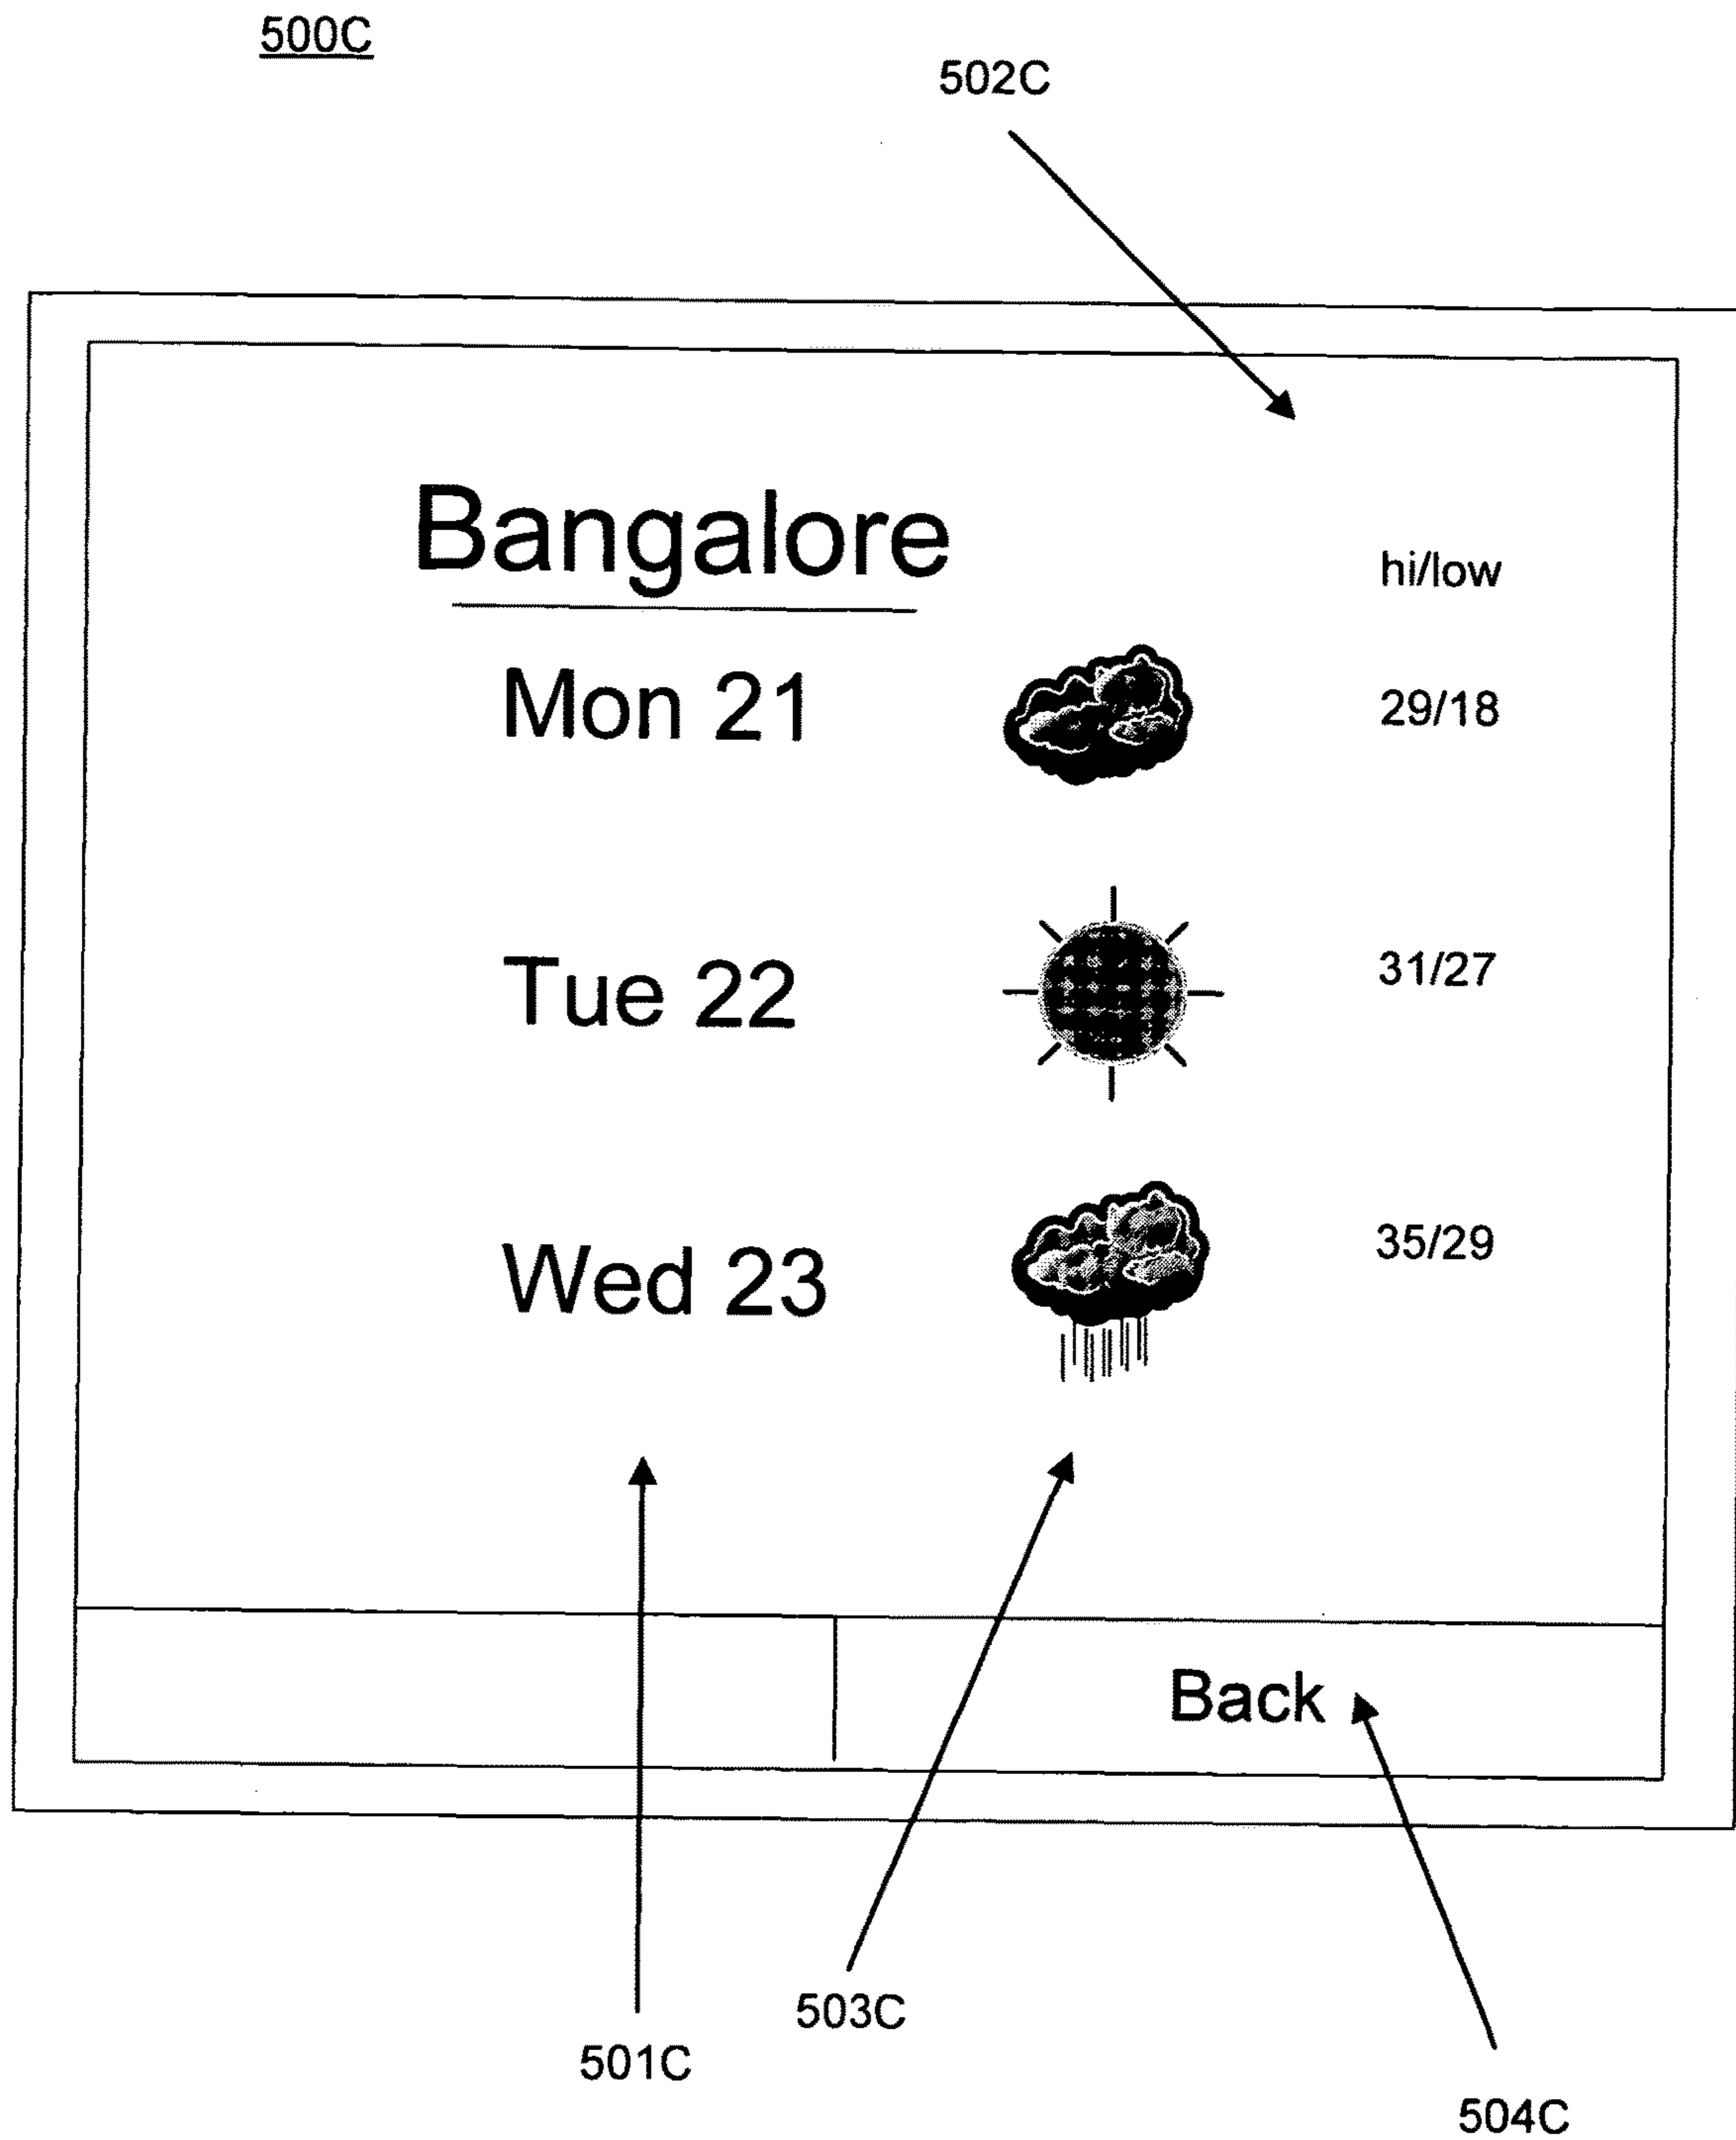 500C
502C
Bangalore
hi/low
Mon 21
29/18
Tue 22
31/27
Wed 23
35/29
Back
503C
501C
504C